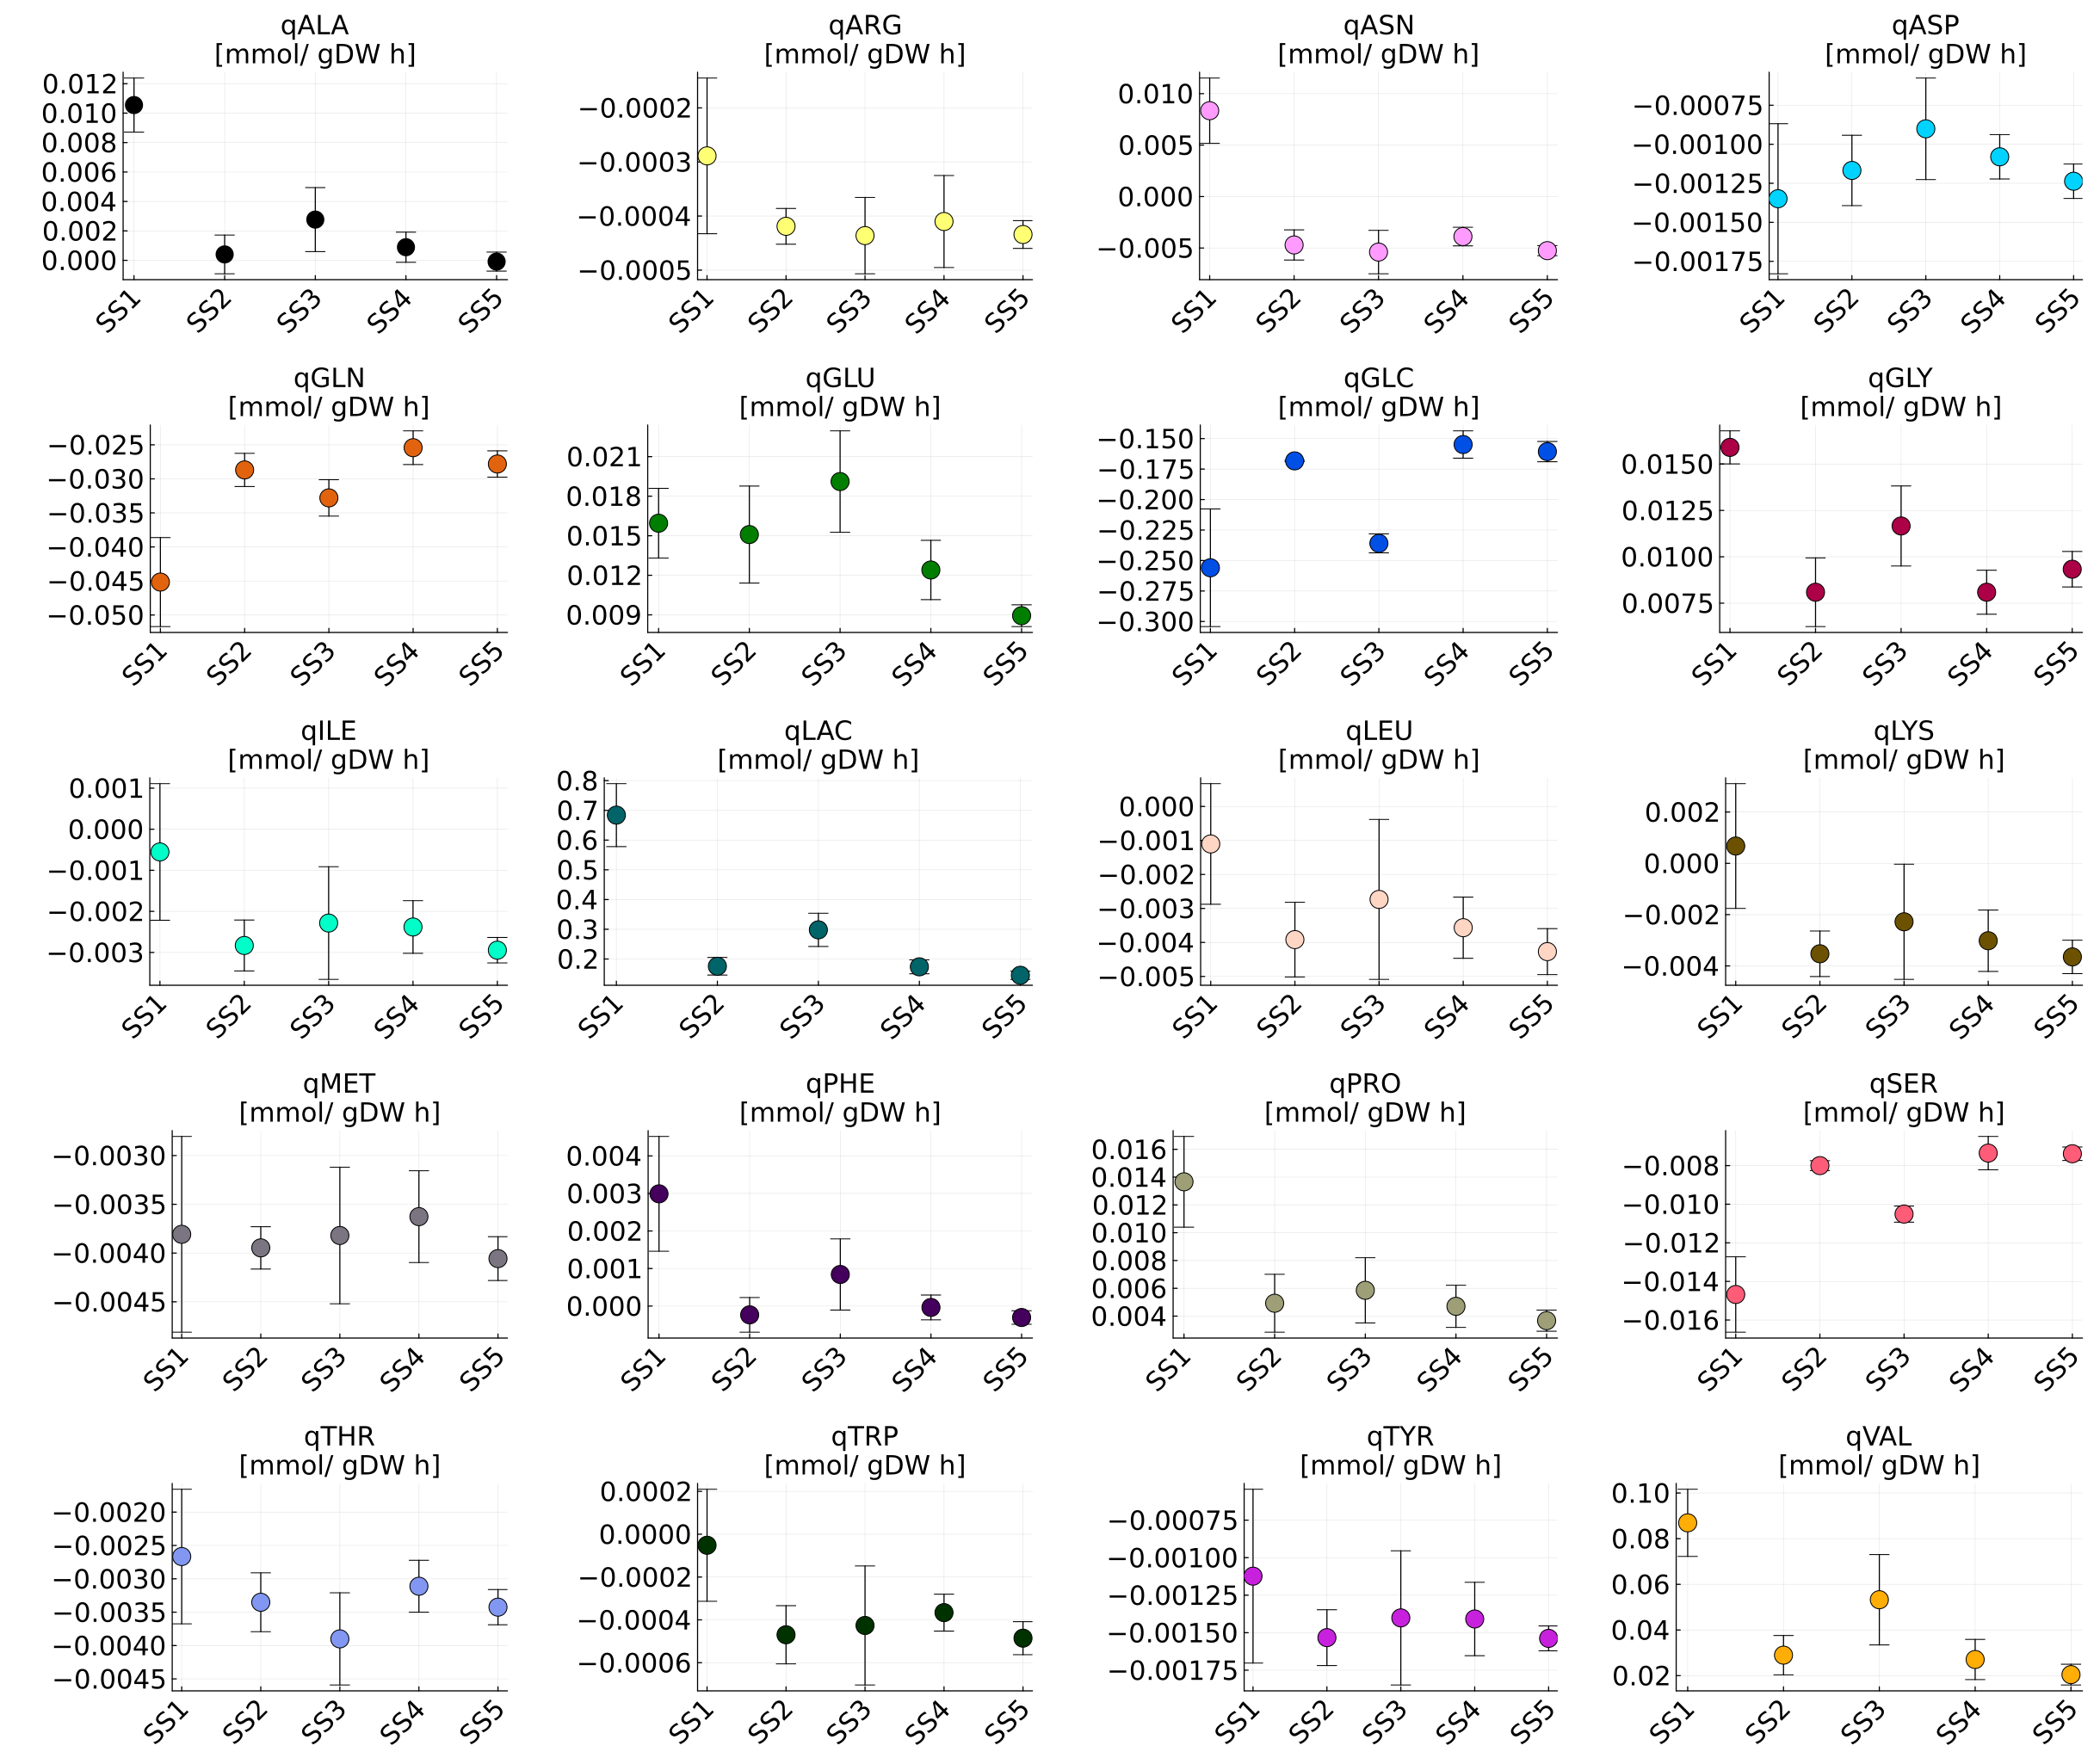 qALA
[mmol/ gDW h]
0.012
0.010
0.008
0.006
0.004
0.002
0.000
SS1
SS2
SS3
SS4
SS5
qARG
[mmol/ gDW h]
−0.0002
−0.0003
−0.0004
−0.0005
SS1
SS2
SS3
SS4
SS5
qASN
[mmol/ gDW h]
0.010
0.005
0.000
−0.005
SS1
SS2
SS3
SS4
SS5
qASP
[mmol/ gDW h]
−0.00075
−0.00100
−0.00125
−0.00150
−0.00175
SS1
SS2
SS3
SS4
SS5
qGLN
[mmol/ gDW h]
−0.025
−0.030
−0.035
−0.040
−0.045
−0.050
SS1
SS2
SS3
SS4
SS5
qGLU
[mmol/ gDW h]
0.021
0.018
0.015
0.012
0.009
SS1
SS2
SS3
SS4
SS5
qGLC
[mmol/ gDW h]
−0.150
−0.175
−0.200
−0.225
−0.250
−0.275
−0.300
SS1
SS2
SS3
SS4
SS5
qGLY
[mmol/ gDW h]
0.0150
0.0125
0.0100
0.0075
SS1
SS2
SS3
SS4
SS5
qILE
[mmol/ gDW h]
0.001
0.000
−0.001
−0.002
−0.003
SS1
SS2
SS3
SS4
SS5
qLAC
[mmol/ gDW h]
0.8
0.7
0.6
0.5
0.4
0.3
0.2
SS1
SS2
SS3
SS4
SS5
qLEU
[mmol/ gDW h]
0.000
−0.001
−0.002
−0.003
−0.004
−0.005
SS1
SS2
SS3
SS4
SS5
qLYS
[mmol/ gDW h]
0.002
0.000
−0.002
−0.004
SS1
SS2
SS3
SS4
SS5
qMET
[mmol/ gDW h]
−0.0030
−0.0035
−0.0040
−0.0045
SS1
SS2
SS3
SS4
SS5
qPHE
[mmol/ gDW h]
0.004
0.003
0.002
0.001
0.000
SS1
SS2
SS3
SS4
SS5
qPRO
[mmol/ gDW h]
0.016
0.014
0.012
0.010
0.008
0.006
0.004
SS1
SS2
SS3
SS4
SS5
qSER
[mmol/ gDW h]
−0.008
−0.010
−0.012
−0.014
−0.016
SS1
SS2
SS3
SS4
SS5
qTHR
[mmol/ gDW h]
−0.0020
−0.0025
−0.0030
−0.0035
−0.0040
−0.0045
SS1
SS2
SS3
SS4
SS5
qTRP
[mmol/ gDW h]
0.0002
0.0000
−0.0002
−0.0004
−0.0006
SS1
SS2
SS3
SS4
SS5
qTYR
[mmol/ gDW h]
−0.00075
−0.00100
−0.00125
−0.00150
−0.00175
SS1
SS2
SS3
SS4
SS5
qVAL
[mmol/ gDW h]
0.10
0.08
0.06
0.04
0.02
SS1
SS2
SS3
SS4
SS5